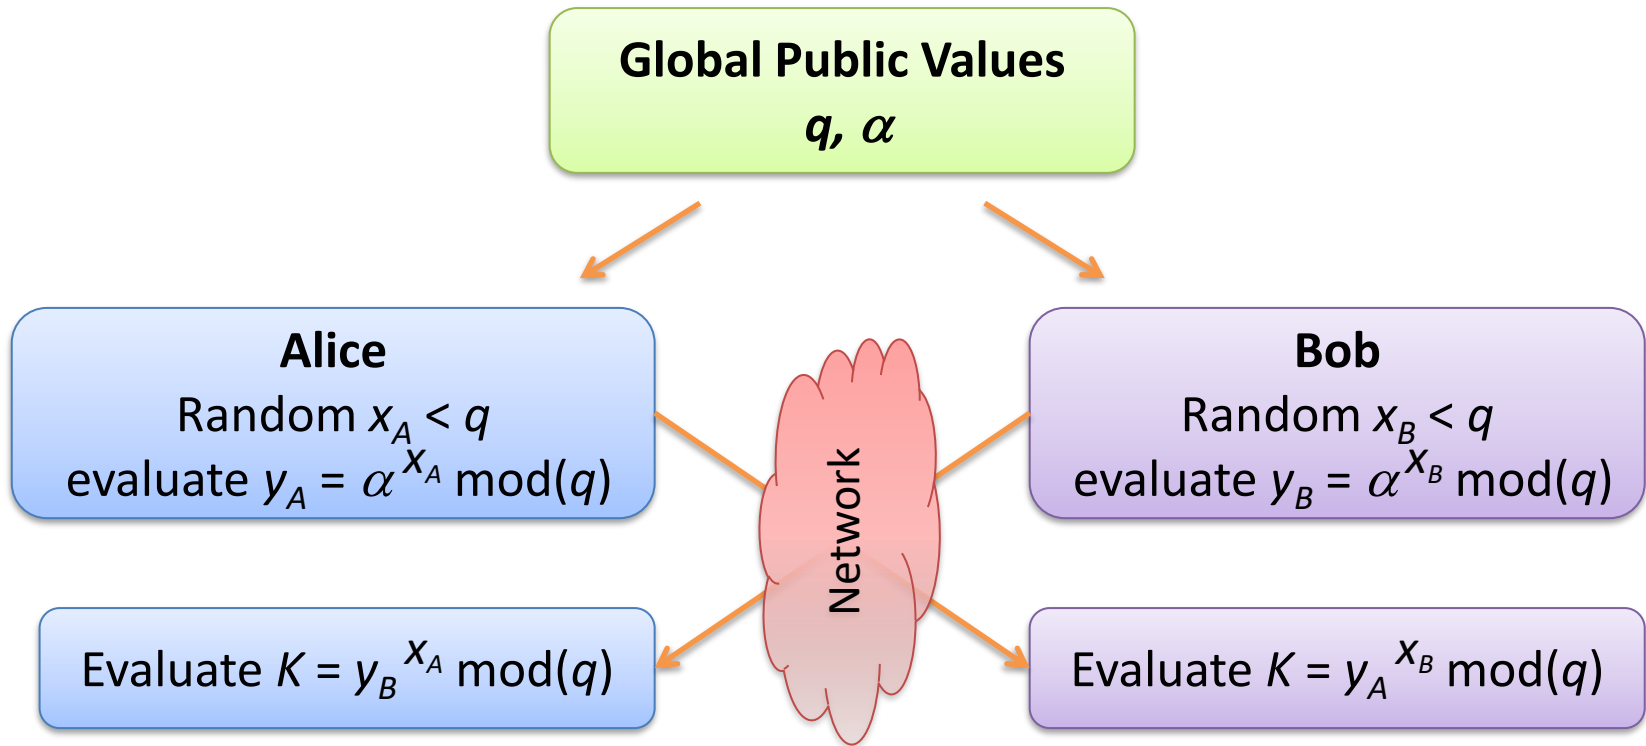 Global Public Values
q, α
Alice
Random x_A < q
evaluate y_A = α^{x_A} mod(q)
Bob
Random x_B < q
evaluate y_B = α^{x_B} mod(q)
Network
Evaluate K = y_B^{x_A} mod(q)
Evaluate K = y_A^{x_B} mod(q)